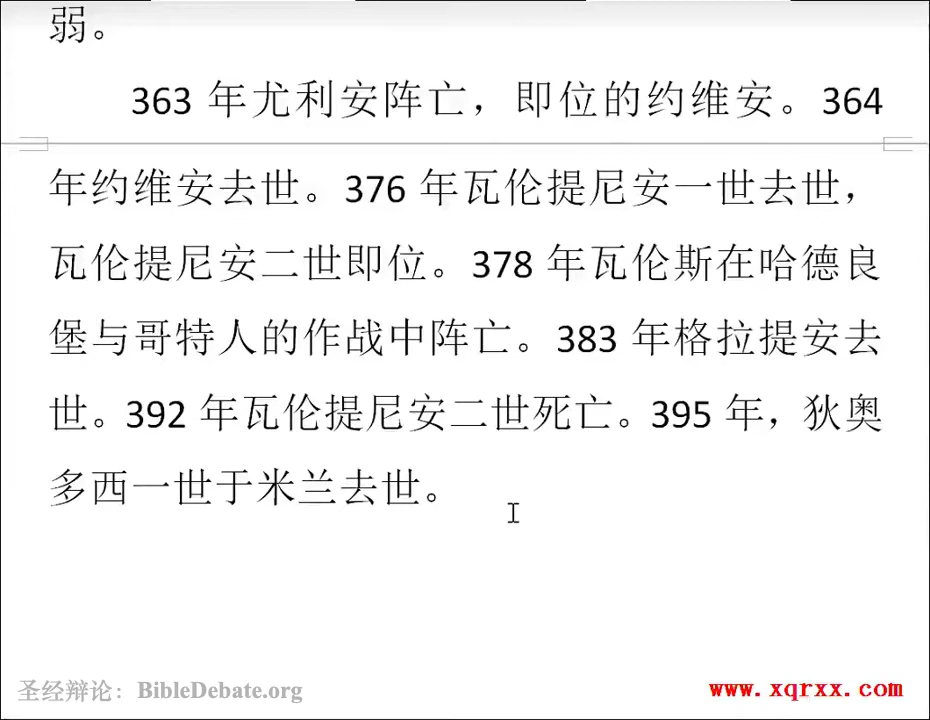 弱。
363 年尤利安阵亡，即位的约维安。364
年约维安去世。376 年瓦伦提尼安一世去世，
瓦伦提尼安二世即位。378 年瓦伦斯在哈德良
堡与哥特人的作战中阵亡。383 年格拉提安去
世。392 年瓦伦提尼安二世死亡。395 年，狄奥
多西一世于米兰去世。
圣经辩论：BibleDebate.org
www.xqrxx.com